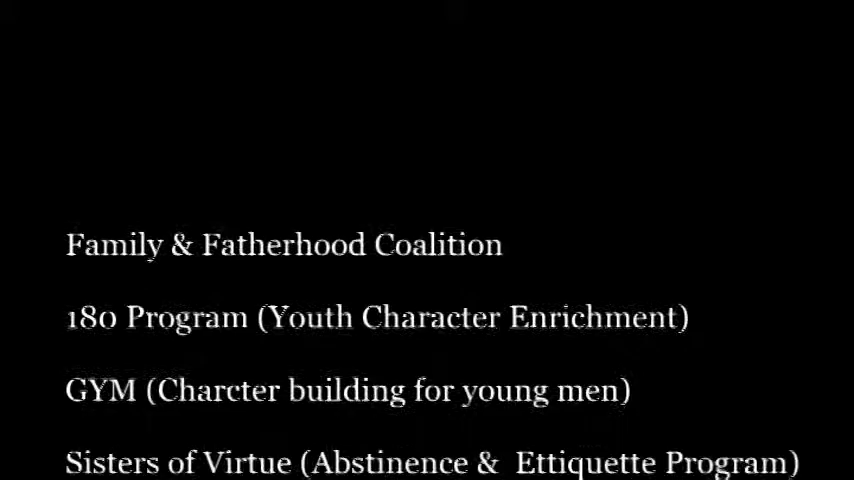 Family & Fatherhood Coalition
180 Program (Youth Character Enrichment)
GYM (Charcter building for young men)
Sisters of Virtue (Abstinence &  Ettiquette Program)